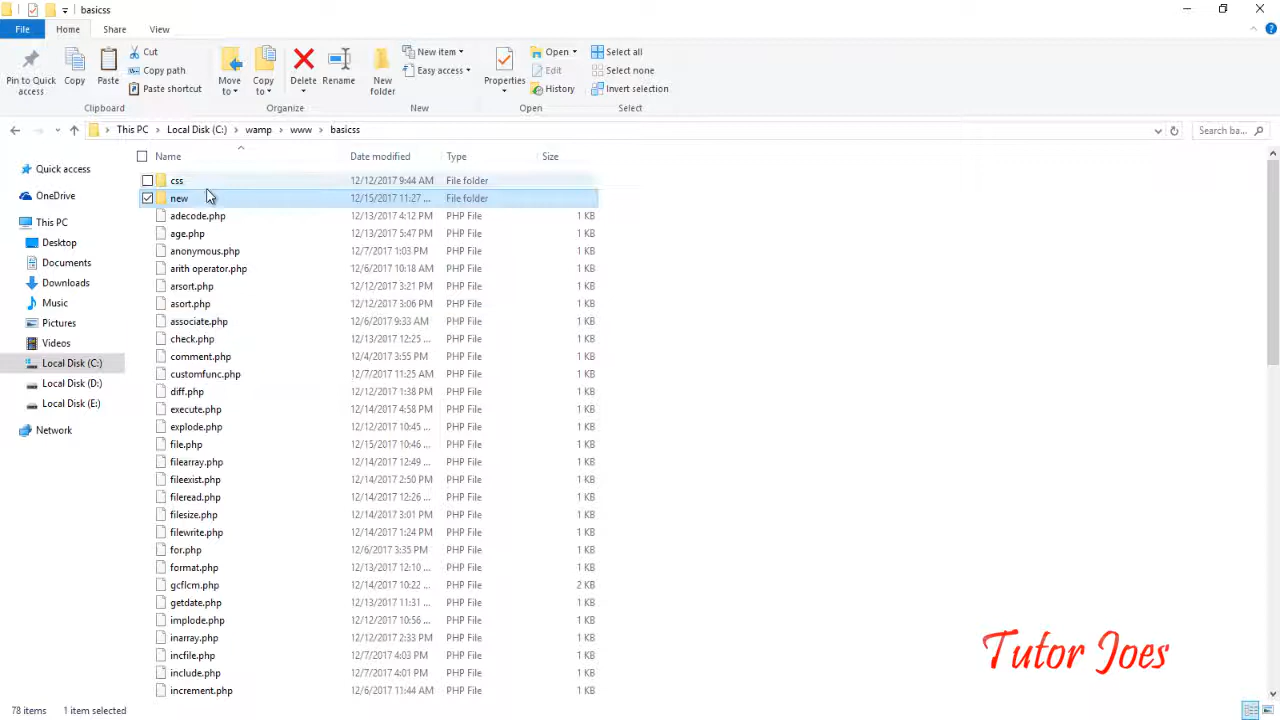 basicss
File Home Share View
Pin to Quick access
Copy
Paste
Cut
Copy path
Paste shortcut
Clipboard
Move to
Copy to
Delete
Rename
Organize
New folder
New item
Easy access
New
Properties
Open
Edit
History
Open
Select all
Select none
Invert selection
Select
This PC Local Disk (C:) wamp www basicss
Search ba...
Quick access
OneDrive
This PC
Desktop
Documents
Downloads
Music
Pictures
Videos
Local Disk (C:)
Local Disk (D:)
Local Disk (E:)
Network
Name Date modified Type Size
css 12/12/2017 9:44 AM File folder
new 12/15/2017 11:27 ... File folder
adecode.php 12/13/2017 4:12 PM PHP File 1 KB
age.php 12/13/2017 5:47 PM PHP File 1 KB
anonymous.php 12/7/2017 1:03 PM PHP File 1 KB
arith operator.php 12/6/2017 10:18 AM PHP File 1 KB
arsort.php 12/12/2017 3:21 PM PHP File 1 KB
asort.php 12/12/2017 3:06 PM PHP File 1 KB
associate.php 12/6/2017 9:33 AM PHP File 1 KB
check.php 12/13/2017 12:25 ... PHP File 1 KB
comment.php 12/4/2017 3:55 PM PHP File 1 KB
customfunc.php 12/7/2017 11:25 AM PHP File 1 KB
diff.php 12/12/2017 1:38 PM PHP File 1 KB
execute.php 12/14/2017 4:58 PM PHP File 1 KB
explode.php 12/12/2017 10:45 ... PHP File 1 KB
file.php 12/15/2017 10:46 ... PHP File 1 KB
filearray.php 12/14/2017 12:49 ... PHP File 1 KB
fileexist.php 12/14/2017 2:50 PM PHP File 1 KB
fileread.php 12/14/2017 12:26 ... PHP File 1 KB
filesize.php 12/14/2017 3:01 PM PHP File 1 KB
filewrite.php 12/14/2017 1:24 PM PHP File 1 KB
for.php 12/6/2017 3:35 PM PHP File 1 KB
format.php 12/13/2017 12:10 ... PHP File 1 KB
gcflcm.php 12/14/2017 10:22 ... PHP File 2 KB
getdate.php 12/13/2017 11:31 ... PHP File 1 KB
implode.php 12/12/2017 10:56 ... PHP File 1 KB
inarray.php 12/12/2017 2:33 PM PHP File 1 KB
incfile.php 12/7/2017 4:03 PM PHP File 1 KB
include.php 12/7/2017 4:01 PM PHP File 1 KB
increment.php 12/6/2017 11:44 AM PHP File 1 KB
Tutor Joes
78 items 1 item selected